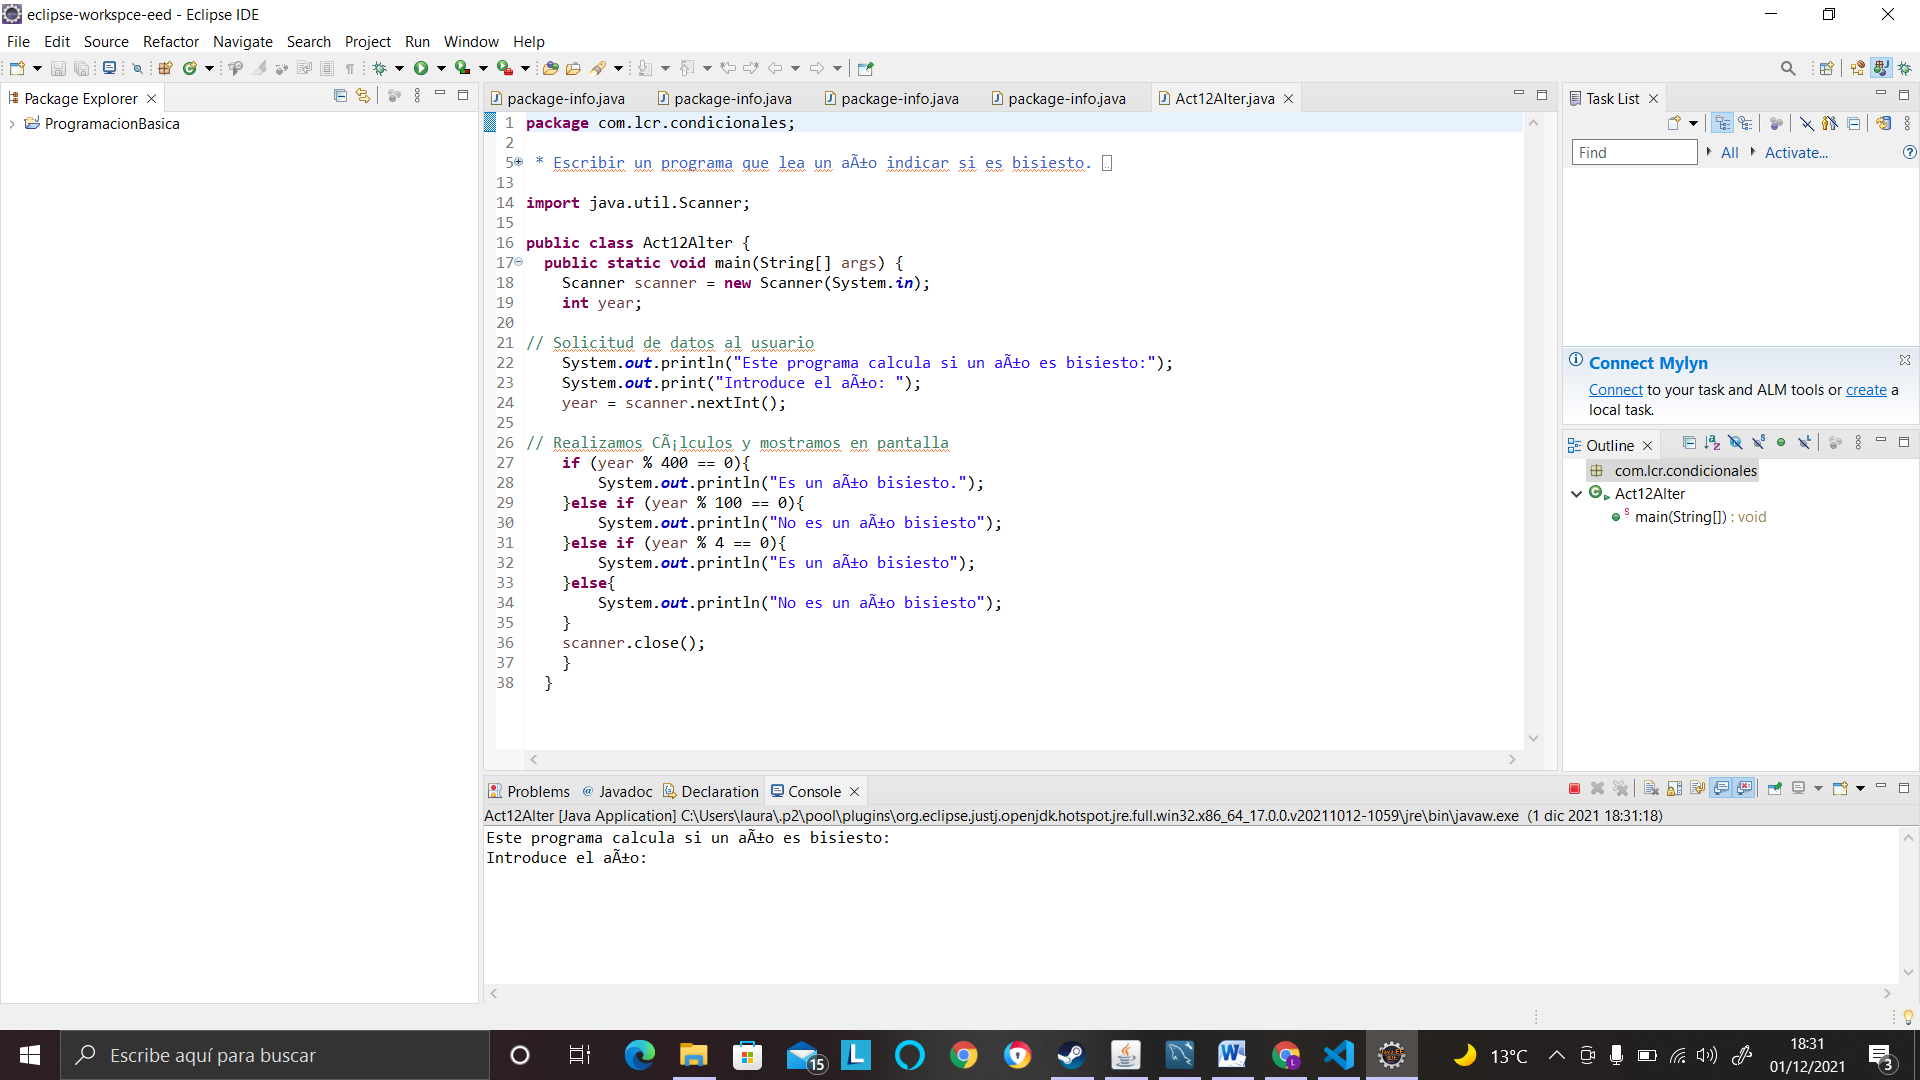 eclipse-workspce-eed - Eclipse IDE
File Edit Source Refactor Navigate Search Project Run Window Help
Package Explorer
ProgramacionBasica
package-info.java package-info.java package-info.java package-info.java Act12Alter.java
1 package com.lcr.condicionales;
2
5 * Escribir un programa que lea un aÃ±o indicar si es bisiesto.
13
14 import java.util.Scanner;
15
16 public class Act12Alter {
17 public static void main(String[] args) {
18 Scanner scanner = new Scanner(System.in);
19 int year;
20
21 // Solicitud de datos al usuario
22 System.out.println("Este programa calcula si un aÃ±o es bisiesto:");
23 System.out.print("Introduce el aÃ±o: ");
24 year = scanner.nextInt();
25
26 // Realizamos CÃ¡lculos y mostramos en pantalla
27 if (year % 400 == 0){
28 System.out.println("Es un aÃ±o bisiesto.");
29 }else if (year % 100 == 0){
30 System.out.println("No es un aÃ±o bisiesto");
31 }else if (year % 4 == 0){
32 System.out.println("Es un aÃ±o bisiesto");
33 }else{
34 System.out.println("No es un aÃ±o bisiesto");
35 }
36 scanner.close();
37 }
38 }
Task List
Find All Activate...
Connect Mylyn
Connect to your task and ALM tools or create a
local task.
Outline
com.lcr.condicionales
Act12Alter
main(String[]) : void
Problems Javadoc Declaration Console
Act12Alter [Java Application] C:\Users\laura\.p2\pool\plugins\org.eclipse.justj.openjdk.hotspot.jre.full.win32.x86_64_17.0.0.v20211012-1059\jre\bin\javaw.exe (1 dic 2021 18:31:18)
Este programa calcula si un aÃ±o es bisiesto:
Introduce el aÃ±o:
Escribe aquí para buscar
15
13°C
18:31
01/12/2021
3